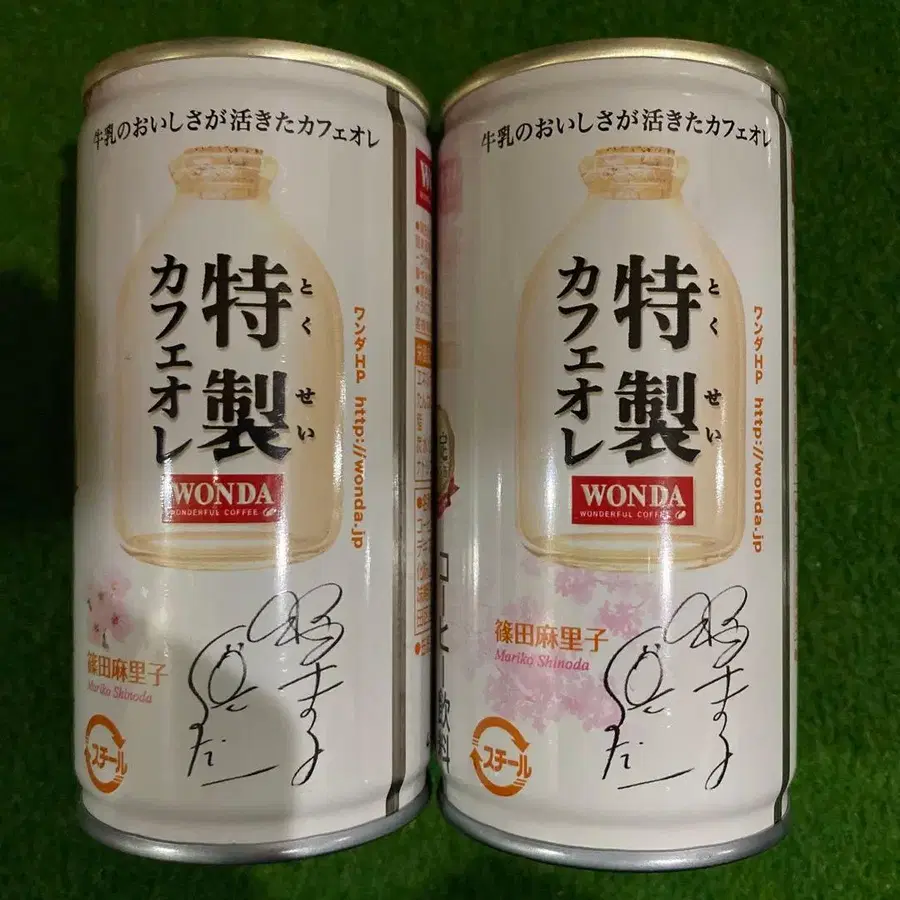 牛乳のおいしさが活きたカフェオレ
特製
とくせい
カフェオレ
WONDA
WONDERFUL COFFEE
ワンダHP http://wonda.jp
篠田麻里子
Mariko Shinoda
スチール
WONDA
コーヒー飲料
牛乳のおいしさが活きたカフェオレ
特製
とくせい
カフェオレ
WONDA
WONDERFUL COFFEE
ワンダHP http://wonda.jp
篠田麻里子
Mariko Shinoda
スチール